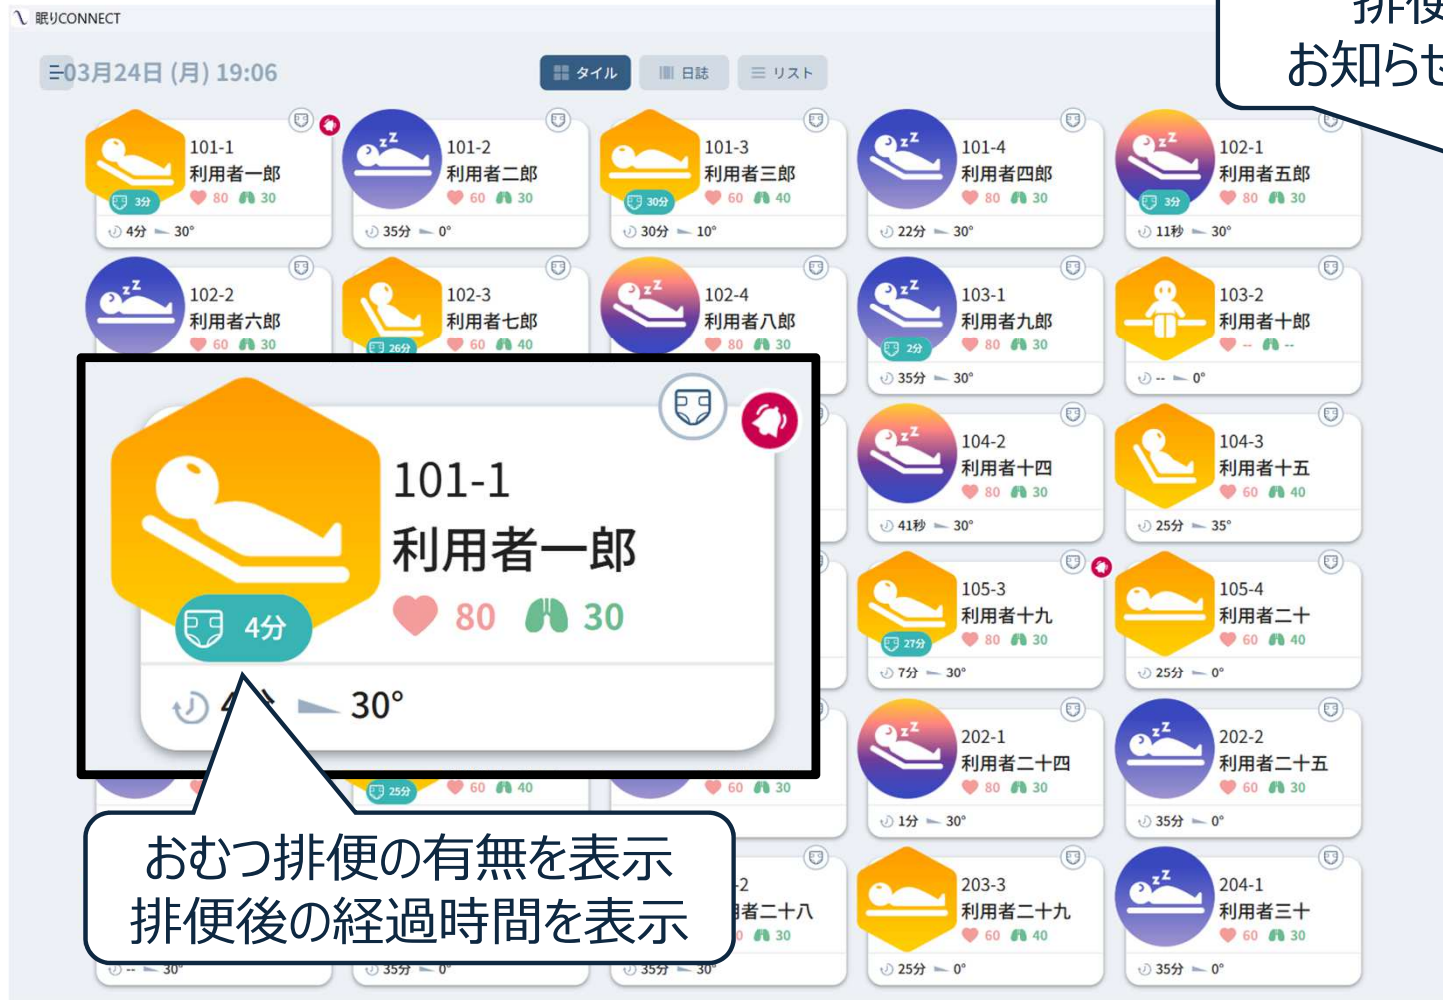 眠りCONNECT
排便
お知らせ
03月24日 (月) 19:06
タイル
日誌
リスト
101-1
利用者一郎
80 30
3分
4分 30°
101-2
利用者二郎
60 30
35分 0°
101-3
利用者三郎
60 40
30分
30分 10°
101-4
利用者四郎
80 30
22分 30°
102-1
利用者五郎
80 30
3分
11秒 30°
102-2
利用者六郎
60 30
102-3
利用者七郎
60 40
26分
102-4
利用者八郎
80 30
103-1
利用者九郎
80 30
2分
35分 30°
103-2
利用者十郎
-- --
-- 0°
101-1
利用者一郎
80 30
4分
30°
104-2
利用者十四
80 30
41秒 30°
104-3
利用者十五
60 40
25分 35°
105-3
利用者十九
80 30
27分
7分 30°
105-4
利用者二十
60 40
25分 0°
25分
60 40
60 30
202-1
利用者二十四
80 30
1分 30°
202-2
利用者二十五
60 30
35分 0°
おむつ排便の有無を表示
排便後の経過時間を表示
-- 30°
35分 0°
-2
者二十八
30
35分 30°
203-3
利用者二十九
60 40
25分 0°
204-1
利用者三十
60 30
35分 0°